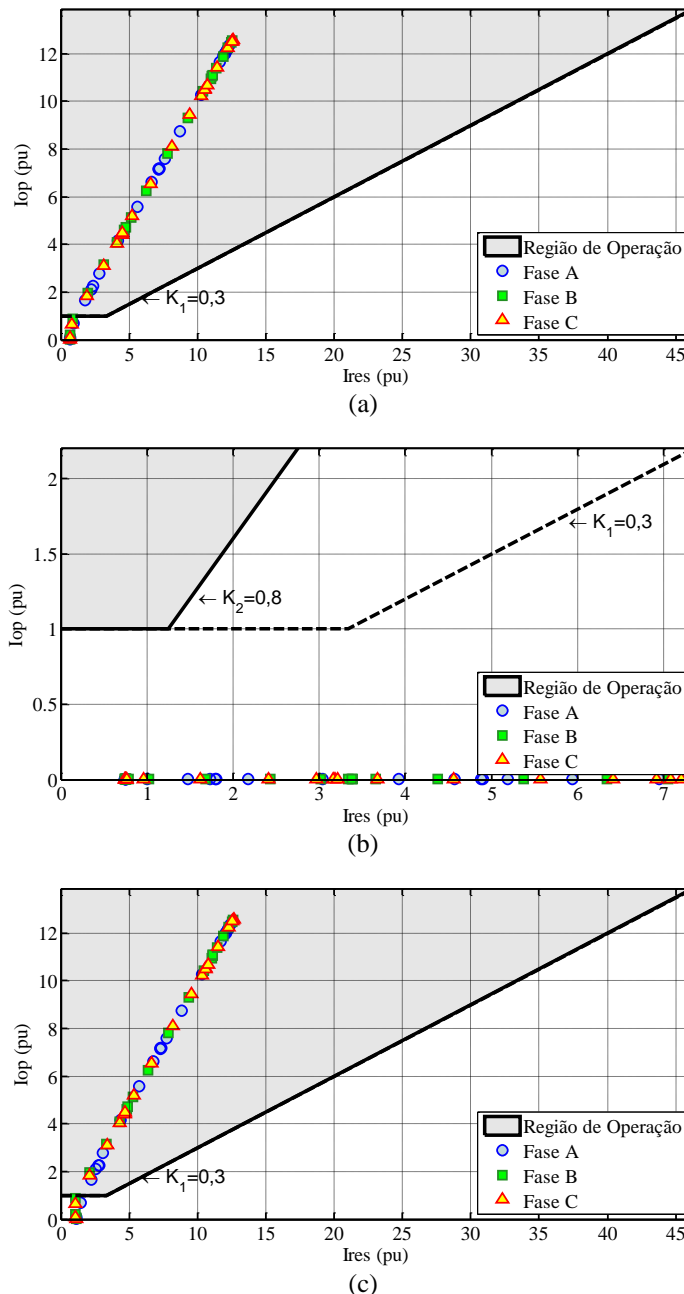 12
10
8
6
4
2
0
Iop (pu)
← K1=0,3
Região de Operação
Fase A
Fase B
Fase C
0 5 10 15 20 25 30 35 40 45
Ires (pu)
(a)
2
1.5
1
0.5
0
Iop (pu)
← K1=0,3
← K2=0,8
Região de Operação
Fase A
Fase B
Fase C
0 1 2 3 4 5 6 7
Ires (pu)
(b)
12
10
8
6
4
2
0
Iop (pu)
← K1=0,3
Região de Operação
Fase A
Fase B
Fase C
0 5 10 15 20 25 30 35 40 45
Ires (pu)
(c)